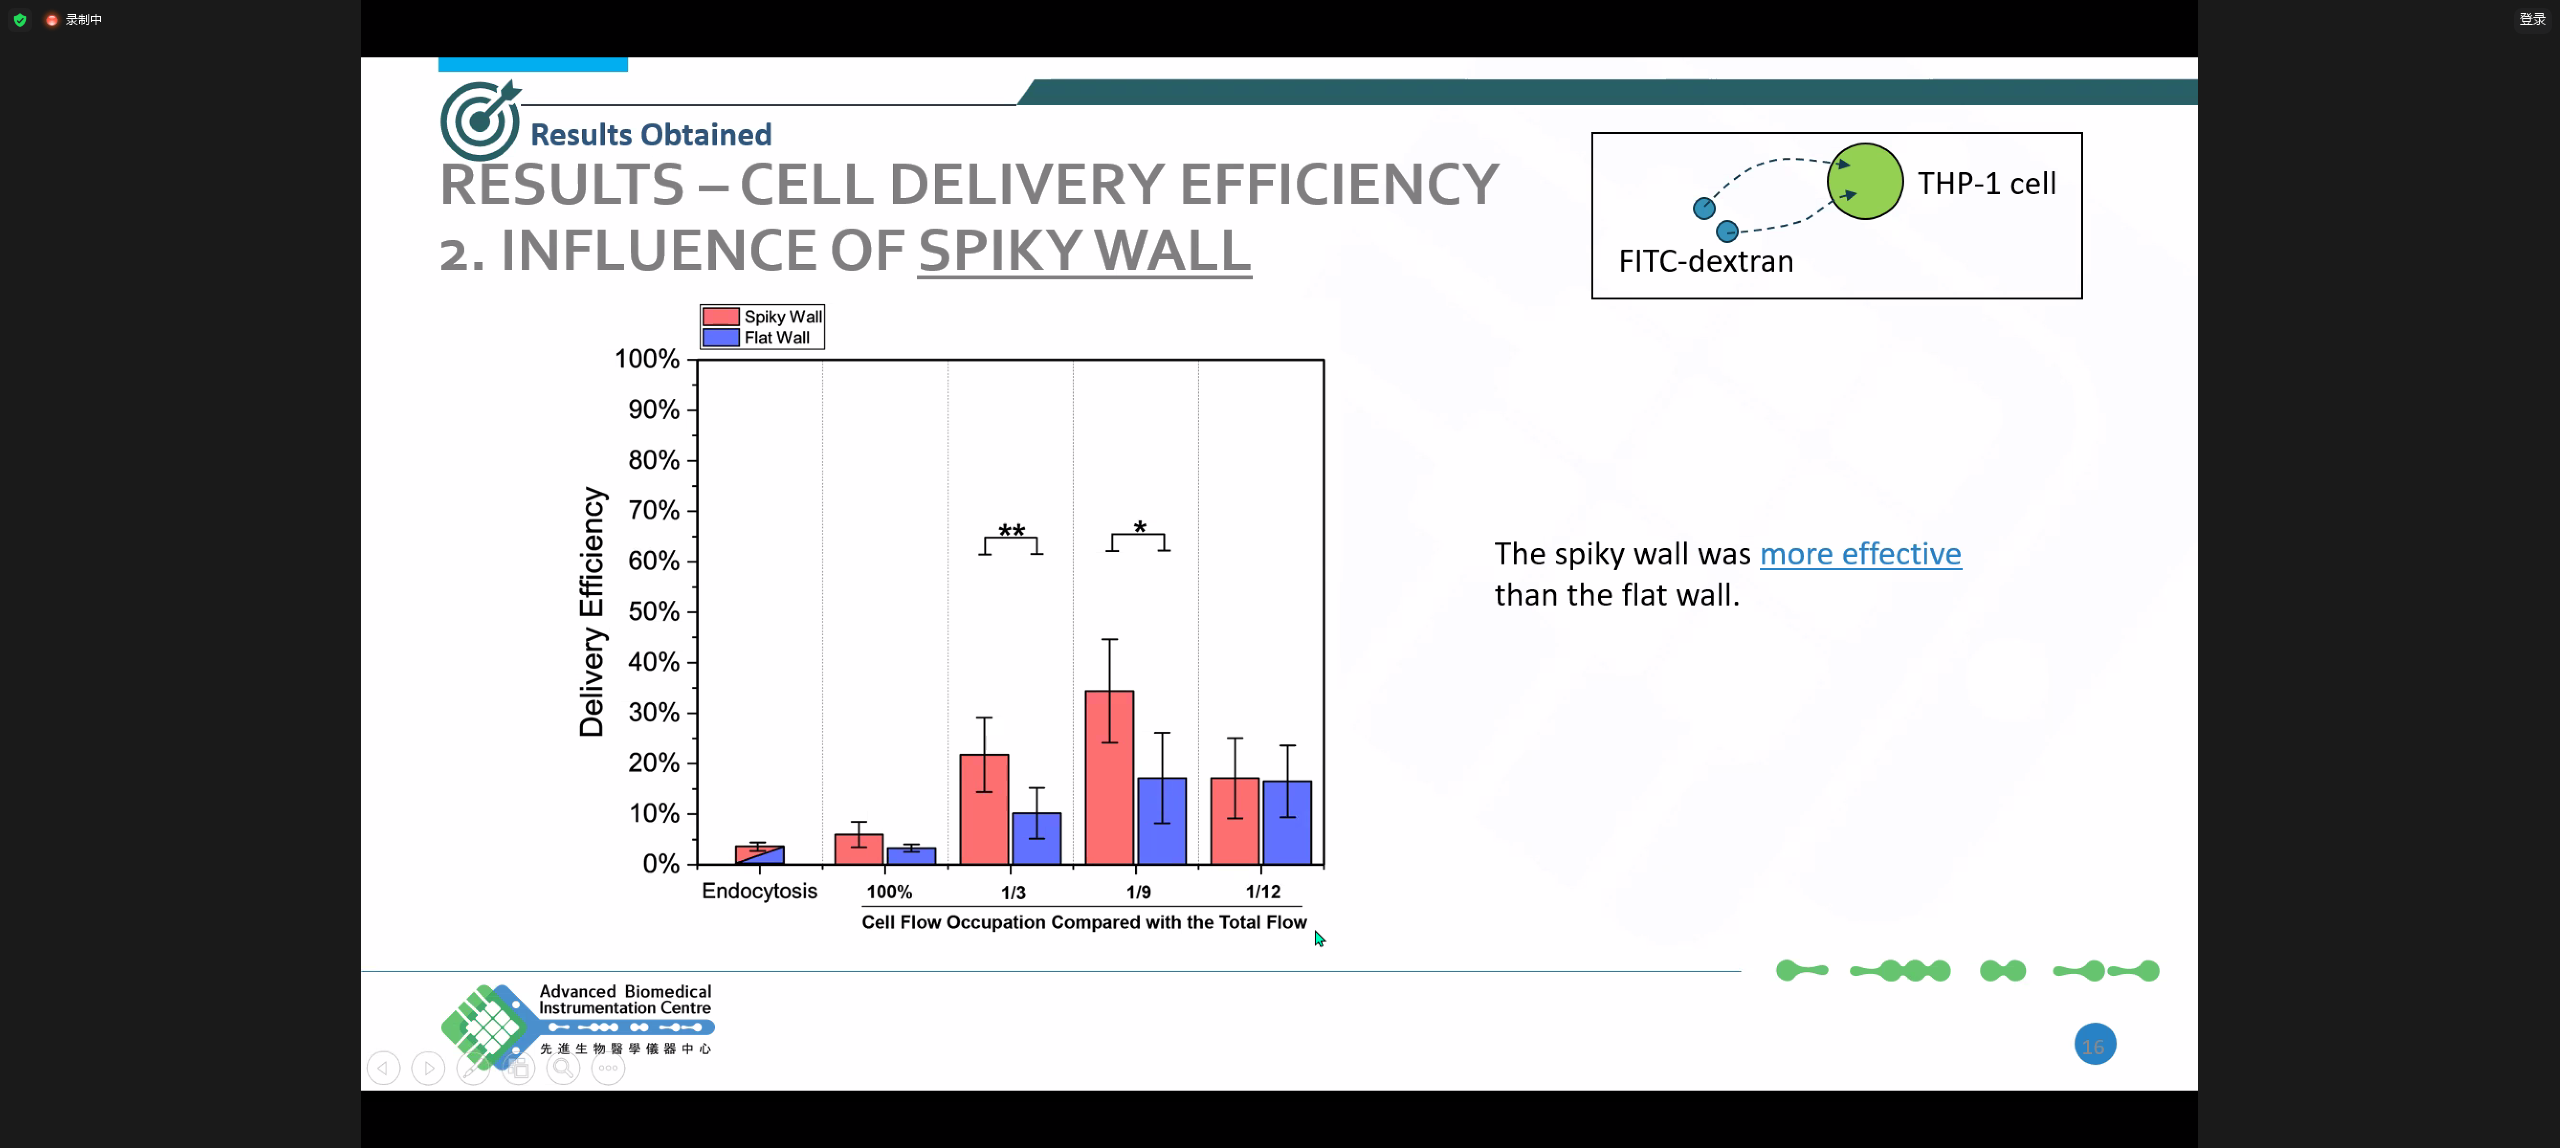 录制中
登录
Results Obtained
RESULTS – CELL DELIVERY EFFICIENCY
2. INFLUENCE OF SPIKY WALL
THP-1 cell
FITC-dextran
Spiky Wall
Flat Wall
100%
90%
80%
70%
60%
50%
40%
30%
20%
10%
0%
Delivery Efficiency
**
*
Endocytosis
100%
1/3
1/9
1/12
Cell Flow Occupation Compared with the Total Flow
The spiky wall was more effective
than the flat wall.
Advanced Biomedical
Instrumentation Centre
先進生物醫學儀器中心
16